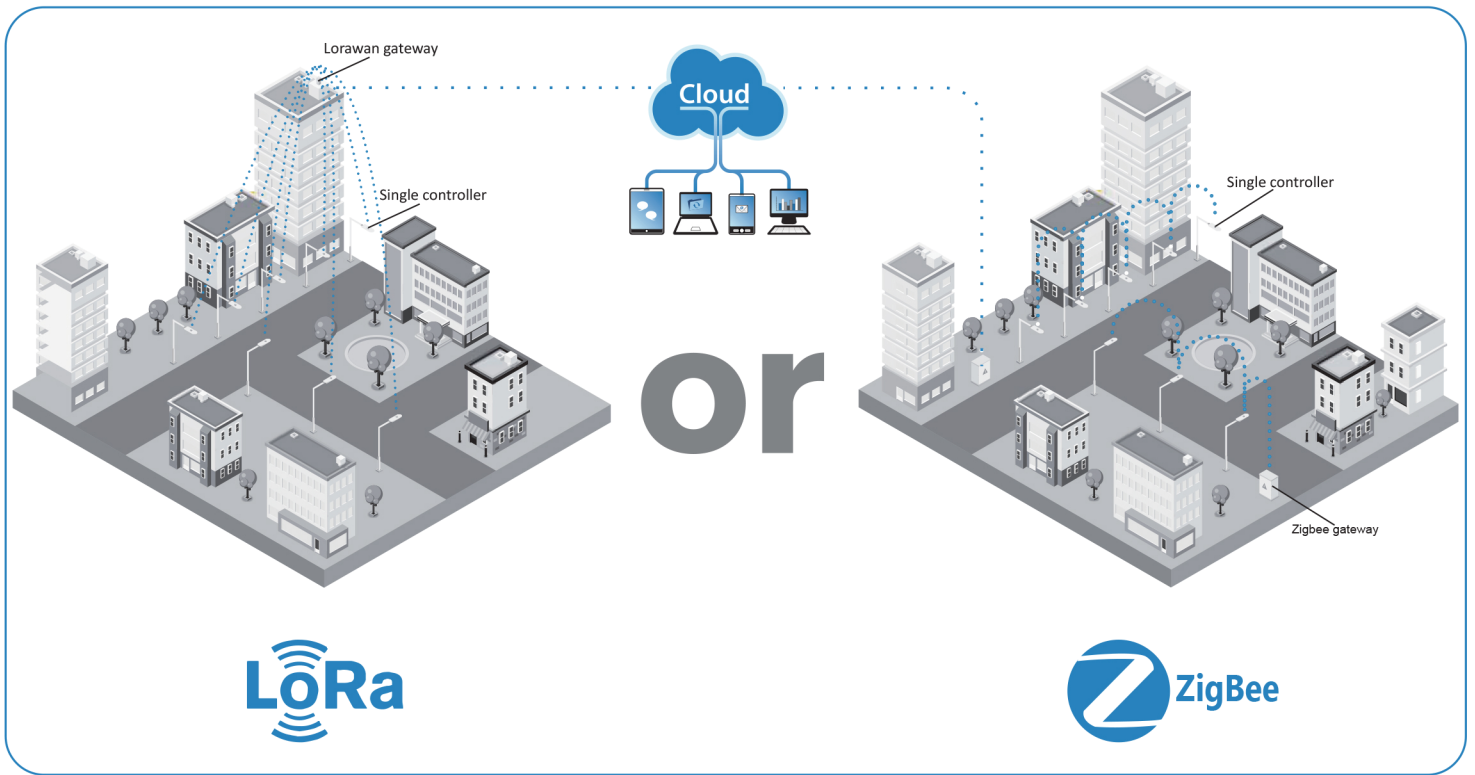 Lorawan gateway
Cloud
Single controller
Single controller
or
Zigbee gateway
LoRa
ZigBee